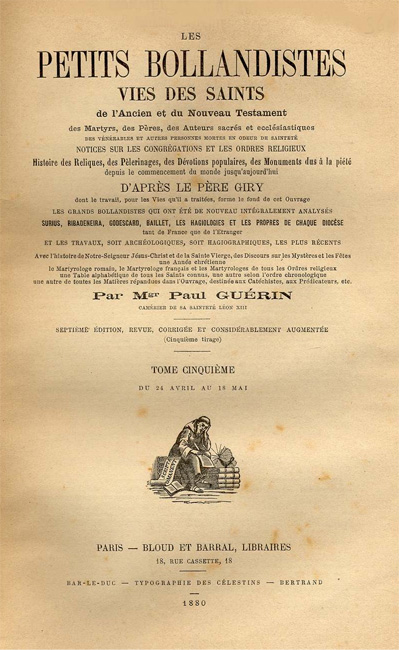 LES
PETITS BOLLANDISTES
VIES DES SAINTS
de l'Ancien et du Nouveau Testament
des Martyrs, des Pères, des Auteurs sacrés et ecclésiastiques
DES VÉNÉRABLES ET AUTRES PERSONNES MORTES EN ODEUR DE SAINTETÉ
NOTICES SUR LES CONGRÉGATIONS ET LES ORDRES RELIGIEUX
Histoire des Reliques, des Pèlerinages, des Dévotions populaires, des Monuments dus à la piété
depuis le commencement du monde jusqu'aujourd'hui
D'APRÈS LE PÈRE GIRY
dont le travail, pour les Vies qu'il a traitées, forme le fond de cet Ouvrage
LES GRANDS BOLLANDISTES QUI ONT ÉTÉ DE NOUVEAU INTÉGRALEMENT ANALYSÉS
SURIUS, RIBADENEIRA, GODESCARD, BAILLET, LES HAGIOLOGIES ET LES PROPRES DE CHAQUE DIOCÈSE
tant de France que de l'Etranger
ET LES TRAVAUX, SOIT ARCHÉOLOGIQUES, SOIT HAGIOGRAPHIQUES, LES PLUS RÉCENTS
Avec l'histoire de Notre-Seigneur Jésus-Christ et de la Sainte Vierge, des Discours sur les Mystères et les Fêtes
une Année chrétienne
le Martyrologe romain, le Martyrologe français et les Martyrologes de tous les Ordres religieux
une Table alphabétique de tous les Saints connus, une autre selon l'ordre chronologique
une autre de toutes les Matières répandues dans l'Ouvrage, destinée aux Catéchistes, aux Prédicateurs, etc.
Par Mgr Paul GUÉRIN
CAMÉRIER DE SA SAINTETÉ LÉON XIII
SEPTIÈME ÉDITION, REVUE, CORRIGÉE ET CONSIDÉRABLEMENT AUGMENTÉE
(Cinquième tirage)
TOME CINQUIÈME
DU 24 AVRIL AU 18 MAI
PARIS — BLOUD ET BARRAL, LIBRAIRES
18, RUE CASSETTE, 18
BAR-LE-DUC — TYPOGRAPHIE DES CÉLESTINS — BERTRAND
1880